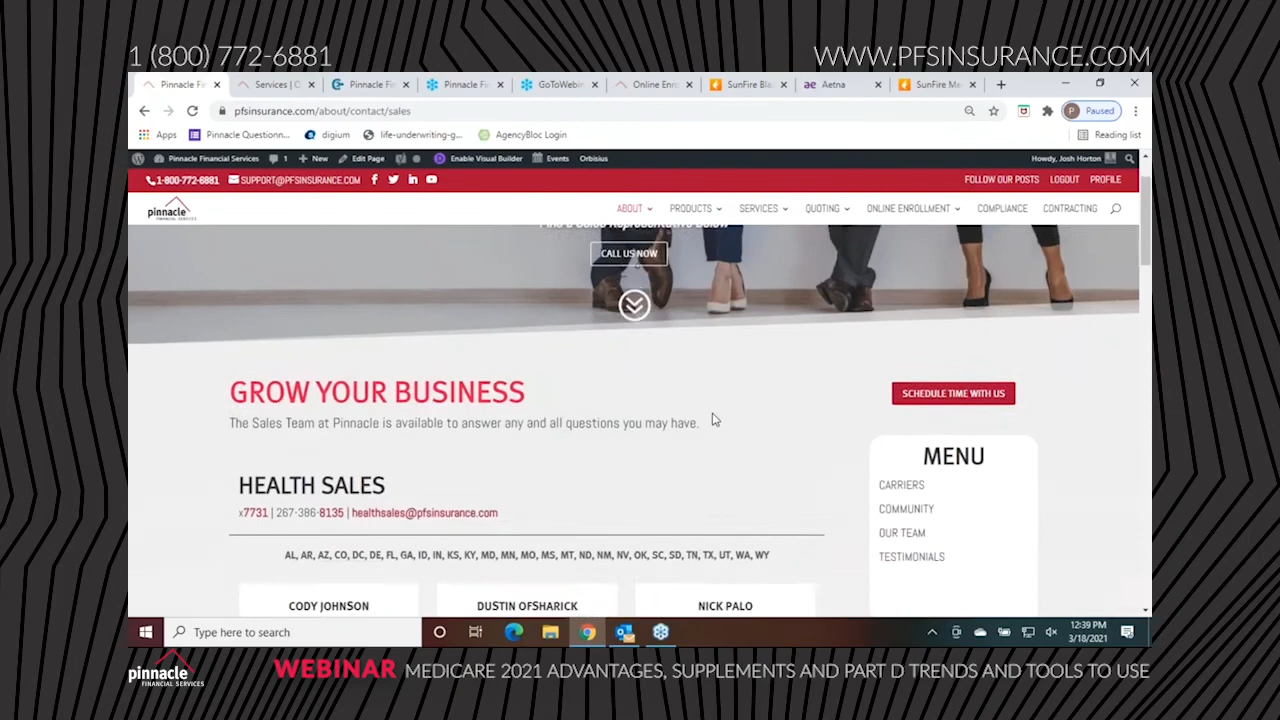 1 (800) 772-6881
WWW.PFSINSURANCE.COM
Pinnacle Fi
Services | O
Pinnacle Fi
Pinnacle Fi
GoToWebin
Online Enro
SunFire Bla
Aetna
SunFire Me
pfsinsurance.com/about/contact/sales
Paused
Apps
Pinnacle Questionn...
digium
life-underwriting-g...
AgencyBloc Login
Reading list
Pinnacle Financial Services
1
New
Edit Page
Enable Visual Builder
Events
Orbisius
Howdy, Josh Horton
1-800-772-6881
SUPPORT@PFSINSURANCE.COM
FOLLOW OUR POSTS
LOGOUT
PROFILE
pinnacle
FINANCIAL SERVICES
ABOUT
PRODUCTS
SERVICES
QUOTING
ONLINE ENROLLMENT
COMPLIANCE
CONTRACTING
Find a Sales Representative Below
CALL US NOW
GROW YOUR BUSINESS
The Sales Team at Pinnacle is available to answer any and all questions you may have.
SCHEDULE TIME WITH US
HEALTH SALES
x7731 | 267-386-8135 | healthsales@pfsinsurance.com
AL, AR, AZ, CO, DC, DE, FL, GA, ID, IN, KS, KY, MD, MN, MO, MS, MT, ND, NM, NV, OK, SC, SD, TN, TX, UT, WA, WY
CODY JOHNSON
DUSTIN OFSHARICK
NICK PALO
MENU
CARRIERS
COMMUNITY
OUR TEAM
TESTIMONIALS
Type here to search
12:39 PM
3/18/2021
pinnacle
FINANCIAL SERVICES
WEBINAR MEDICARE 2021 ADVANTAGES, SUPPLEMENTS AND PART D TRENDS AND TOOLS TO USE